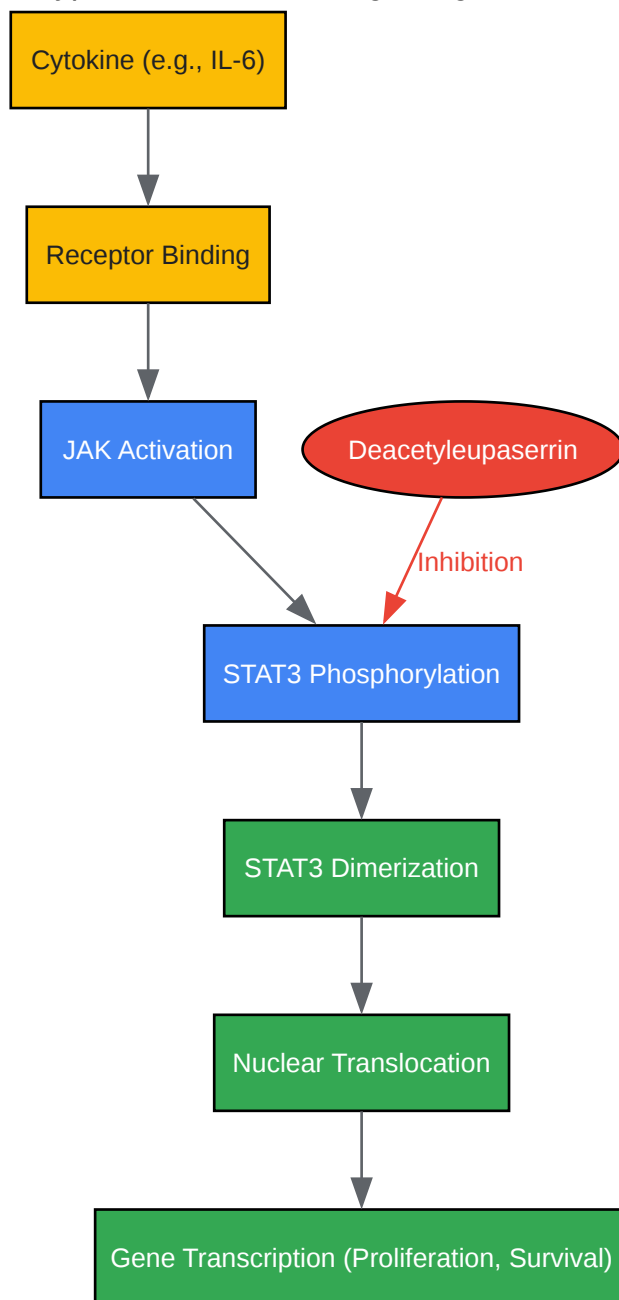 Cytokine (e.g., IL-6)
Receptor Binding
JAK Activation
Deacetyleupaserrin
Inhibition
STAT3 Phosphorylation
STAT3 Dimerization
Nuclear Translocation
Gene Transcription (Proliferation, Survival)